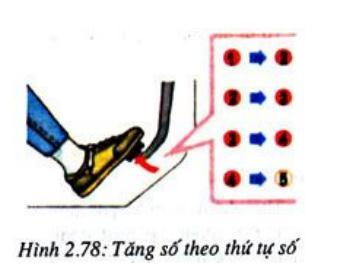 1 ➡ 2
2 ➡ 3
3 ➡ 4
4 ➡ 5
Hình 2.78: Tăng số theo thứ tự số